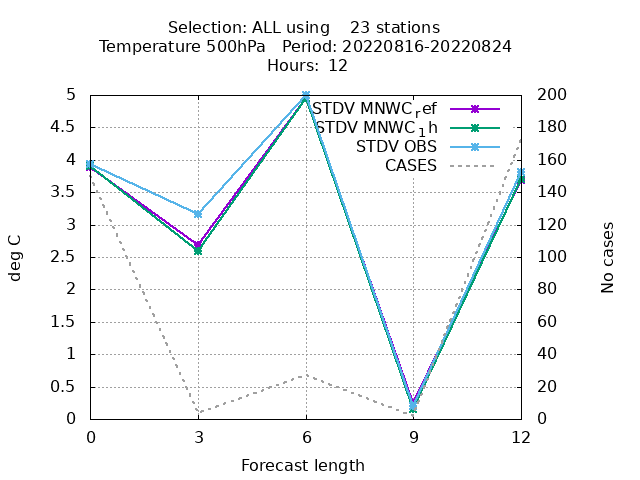 Selection: ALL using 23 stations
Temperature 500hPa Period: 20220816-20220824
Hours: 12
5 200
STDV MNWC_ref
4.5 180
STDV MNWC_1h
STDV OBS
4 160
CASES
3.5 140
3 120
deg C
No cases
2.5 100
2 80
1.5 60
1 40
0.5 20
0 0
0 3 6 9 12
Forecast length